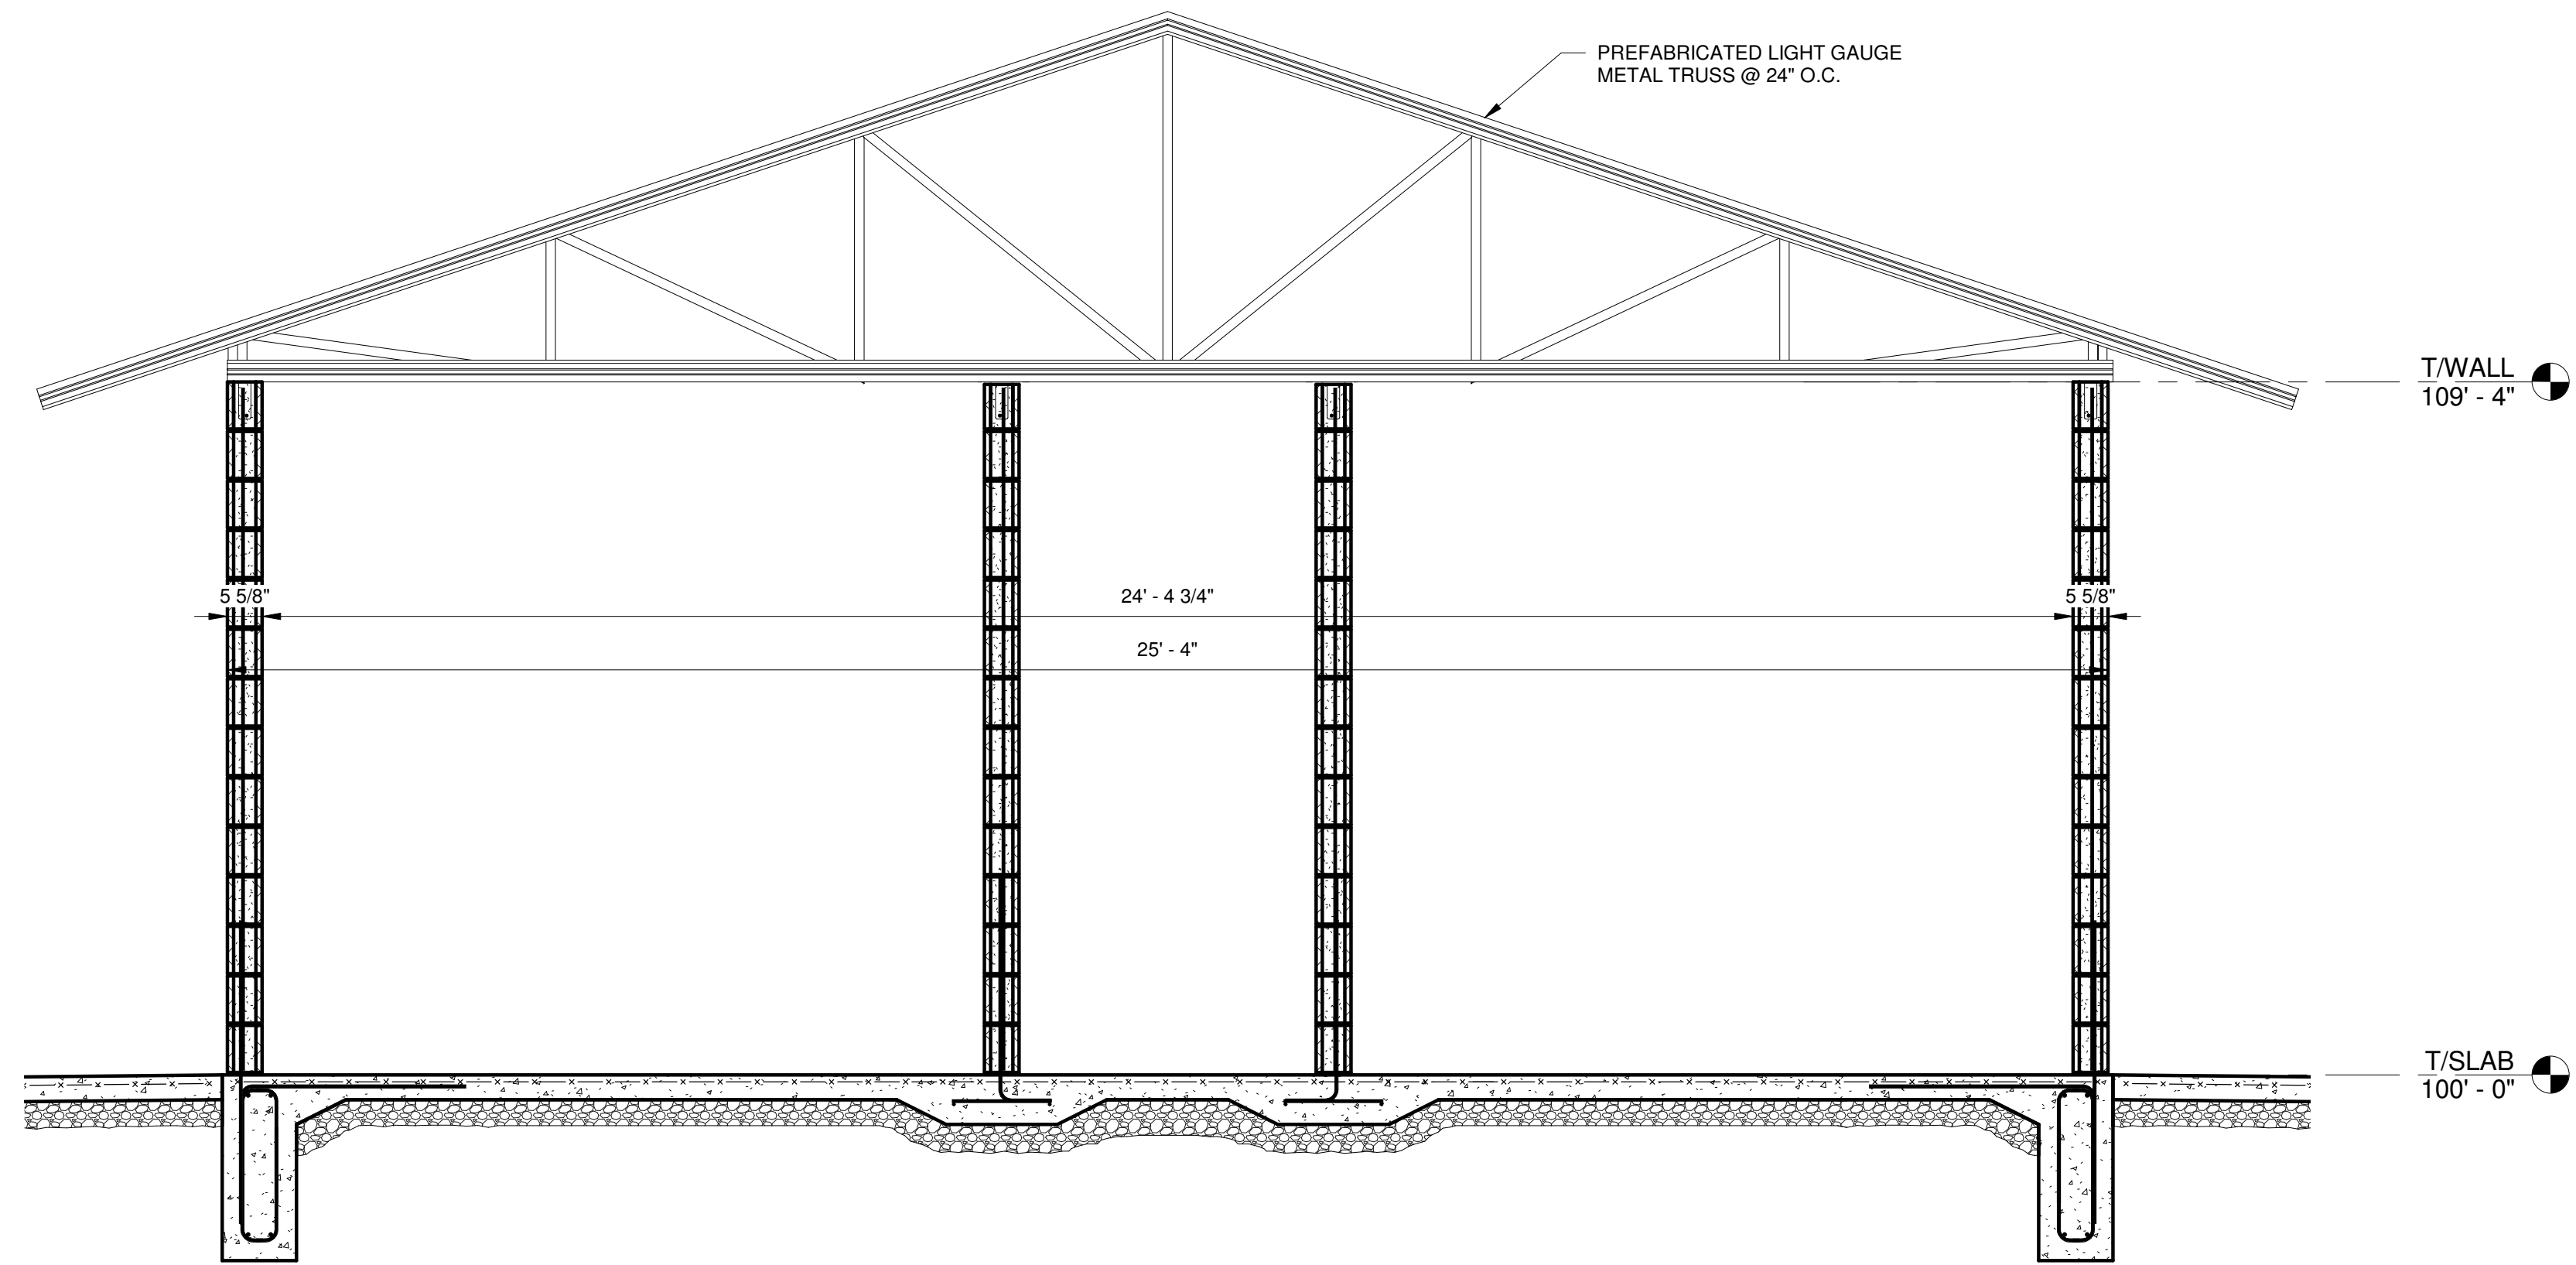 PREFABRICATED LIGHT GAUGE
METAL TRUSS @ 24" O.C.
T/WALL
109' - 4"
5 5/8"
24' - 4 3/4"
5 5/8"
25' - 4"
T/SLAB
100' - 0"